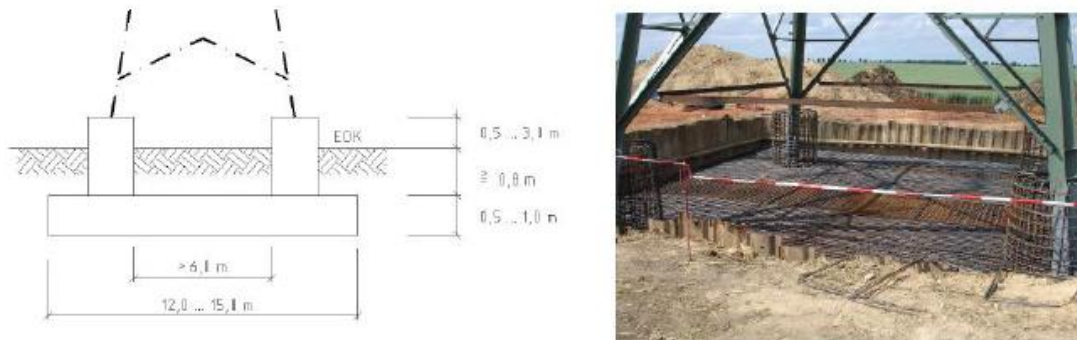 EOK
0,5 ... 3,0 m
≥ 0,8 m
0,5 ... 1,0 m
≥ 6,0 m
12,0 ... 15,0 m